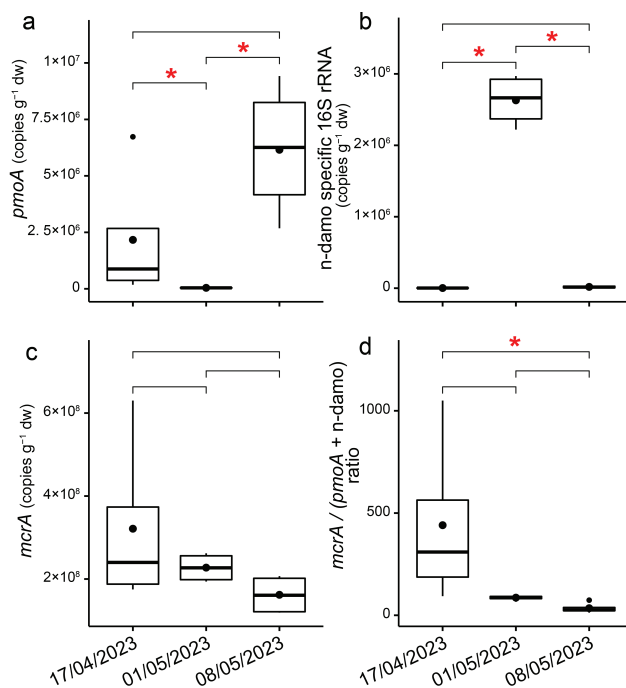 a
*
*
1×10⁷
7.5×10⁶
5×10⁶
2. 5×10⁶
0
pmoA (copies g⁻¹ dw)
b
*
*
3×10⁶
2×10⁶
1×10⁶
0
n-damo specific 16S rRNA
(copies g⁻¹ dw)
c
6×10⁸
4×10⁸
2×10⁸
mcrA (copies g⁻¹ dw)
17/04/2023
01/05/2023
08/05/2023
d
*
1000
500
0
mcrA / (pmoA + n-damo)
ratio
17/04/2023
01/05/2023
08/05/2023